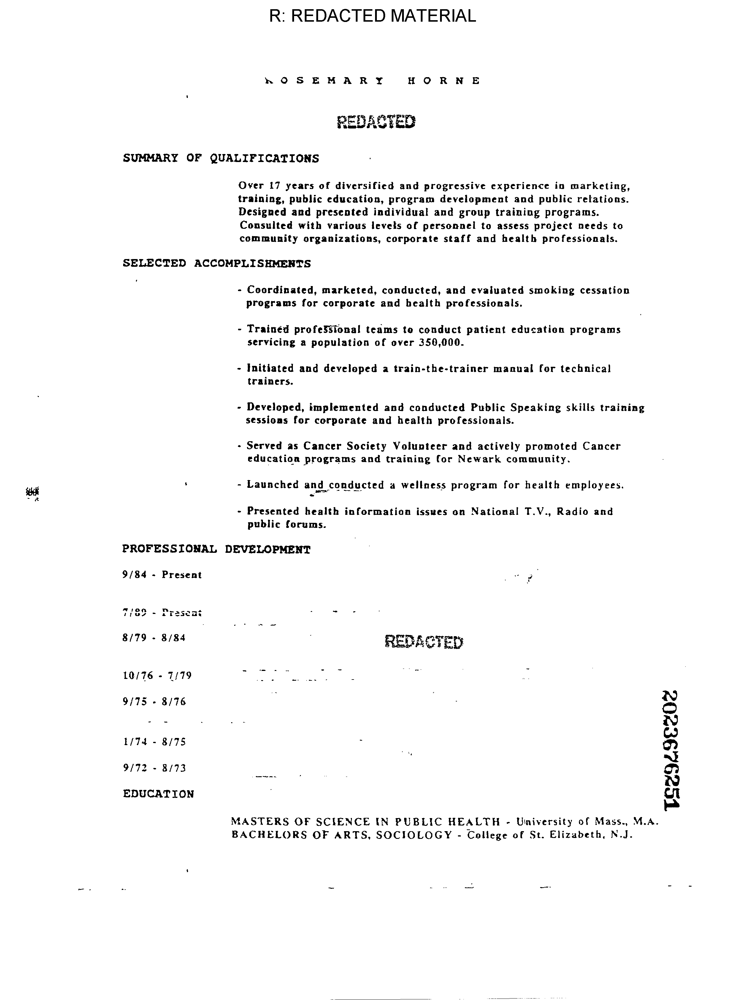 R: REDACTED MATERIAL
ROSEMARY HORNE
REDACTED
SUMMARY OF QUALIFICATIONS
Over 17 years of diversified and progressive experience in marketing,
training, public education, program development and public relations.
Designed and presented individual and group training programs.
Consulted with various levels of personnel to assess project needs to
community organizations, corporate staff and health professionals.
SELECTED ACCOMPLISHMENTS
- Coordinated, marketed, conducted, and evaluated smoking cessation
programs for corporate and health professionals.
- Trained professional teams to conduct patient education programs
servicing a population of over 350,000.
- Initiated and developed a train-the-trainer manual for technical
trainers.
- Developed, implemented and conducted Public Speaking skills training
sessions for corporate and health professionals.
- Served as Cancer Society Volunteer and actively promoted Cancer
education programs and training for Newark community.
- Launched and conducted a wellness program for health employees.
- Presented health information issues on National T.V., Radio and
public forums.
PROFESSIONAL DEVELOPMENT
9/84 - Present
7/89 - Present
8/79 - 8/84
REDACTED
10/76 - 7/79
9/75 - 8/76
1/74 - 8/75
9/72 - 8/73
2023676251
EDUCATION
MASTERS OF SCIENCE IN PUBLIC HEALTH - University of Mass., M.A.
BACHELORS OF ARTS, SOCIOLOGY - College of St. Elizabeth, N.J.